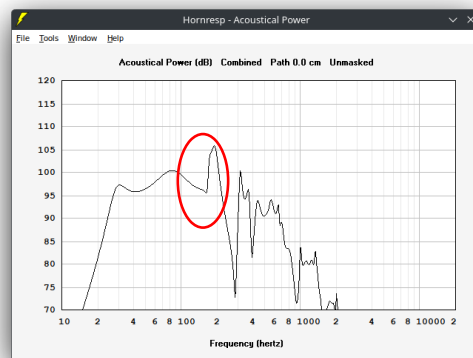 Hornresp - Acoustical Power
File Tools Window Help
Acoustical Power (dB) Combined Path 0.0 cm Unmasked
120
115
110
105
100
95
90
85
80
75
70
10 2 4 6 8 100 2 4 6 8 1000 2 4 6 8 10000 2
Frequency (hertz)